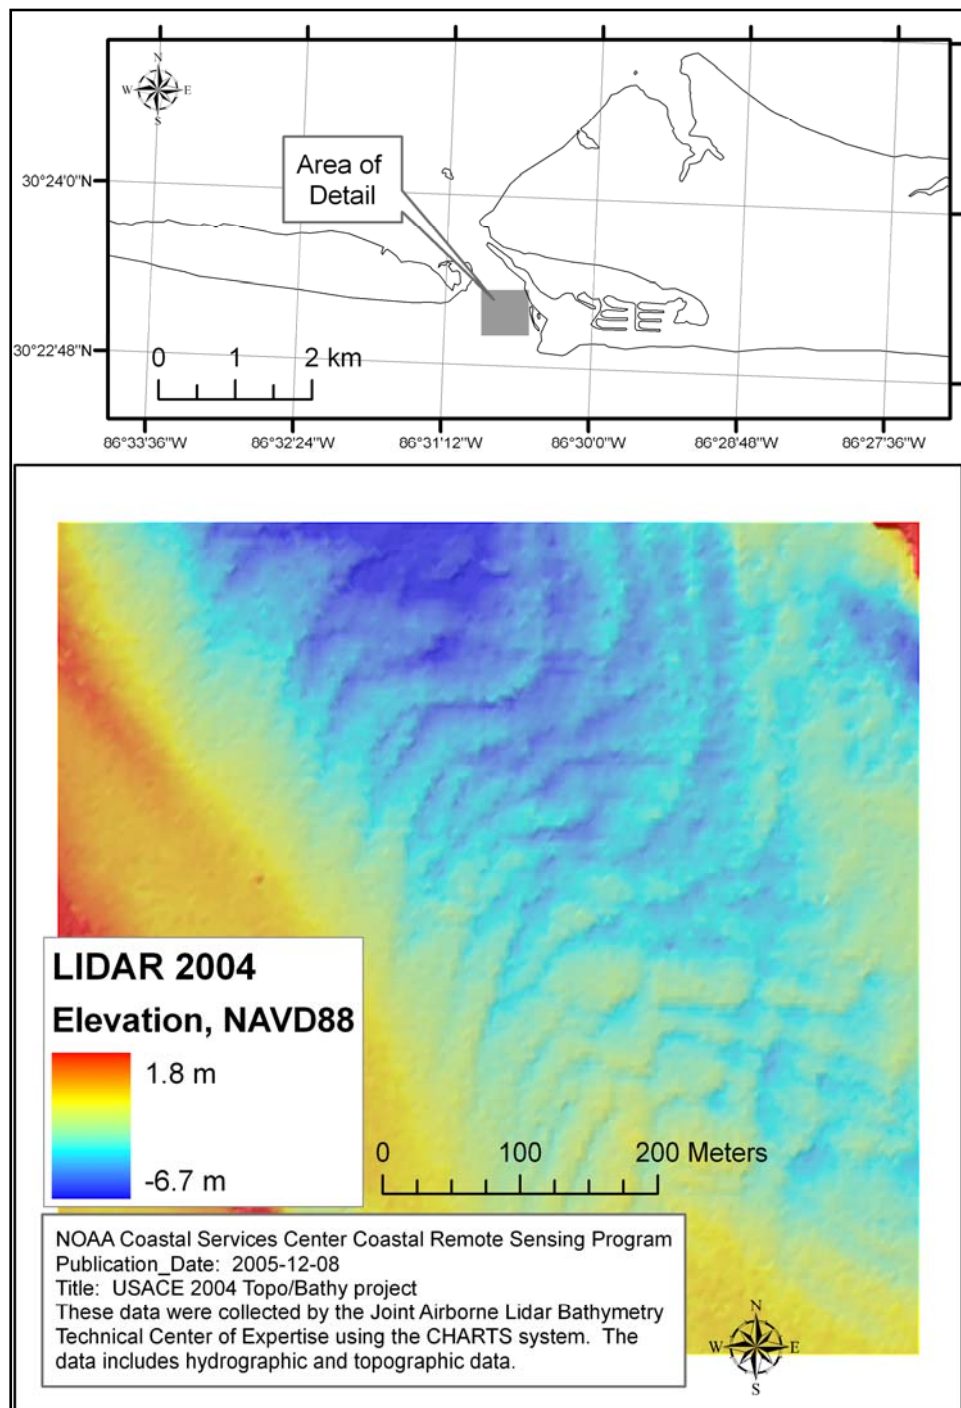 N
W E
S
Area of
Detail
30°24'0"N
30°22'48"N
0 1 2 km
86°33'36"W 86°32'24"W 86°31'12"W 86°30'0"W 86°28'48"W 86°27'36"W
LIDAR 2004
Elevation, NAVD88
1.8 m
-6.7 m
0 100 200 Meters
NOAA Coastal Services Center Coastal Remote Sensing Program
Publication_Date: 2005-12-08
Title: USACE 2004 Topo/Bathy project
These data were collected by the Joint Airborne Lidar Bathymetry
Technical Center of Expertise using the CHARTS system. The
data includes hydrographic and topographic data.
N
W E
S